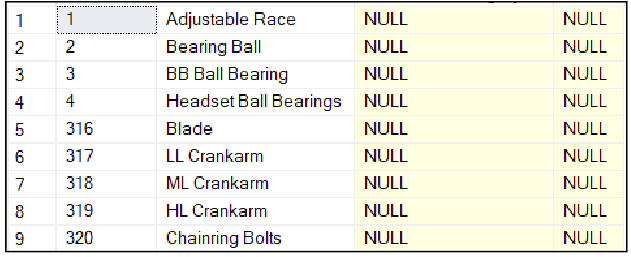 1 1 Adjustable Race NULL NULL
2 2 Bearing Ball NULL NULL
3 3 BB Ball Bearing NULL NULL
4 4 Headset Ball Bearings NULL NULL
5 316 Blade NULL NULL
6 317 LL Crankarm NULL NULL
7 318 ML Crankarm NULL NULL
8 319 HL Crankarm NULL NULL
9 320 Chainring Bolts NULL NULL